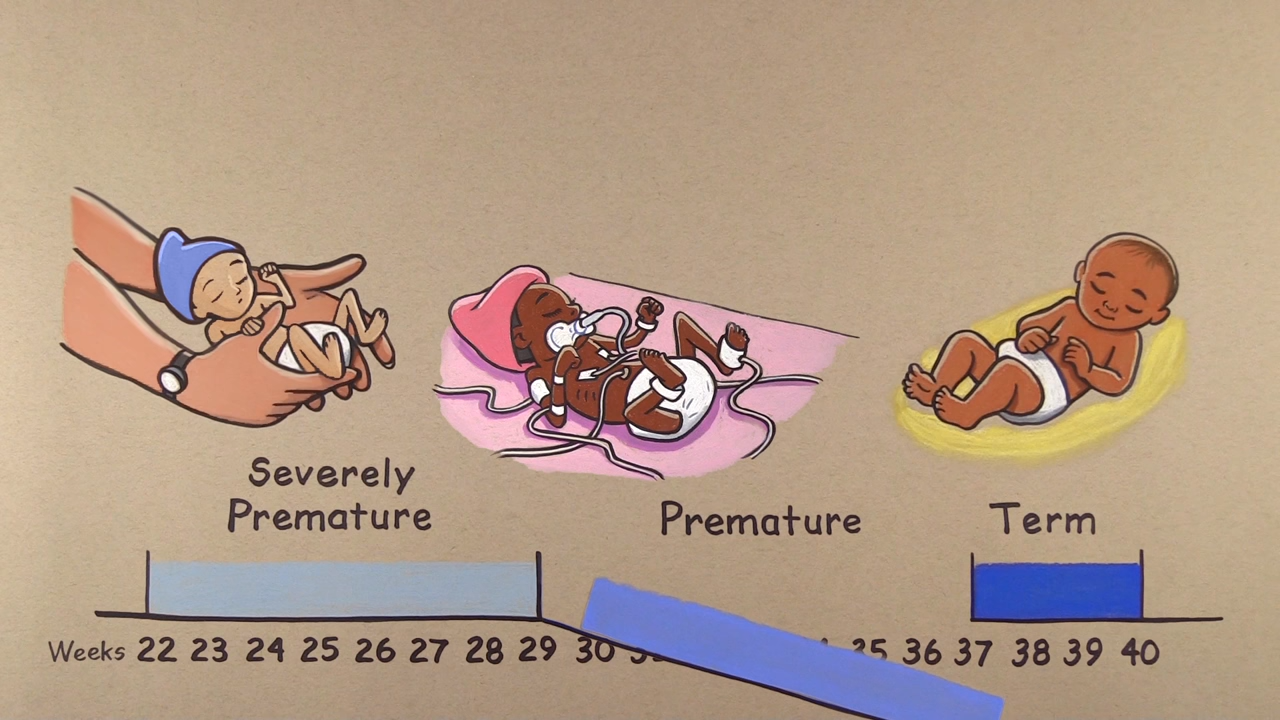 Severely
Premature
Premature
Term
Weeks 22 23 24 25 26 27 28 29 30 35 36 37 38 39 40